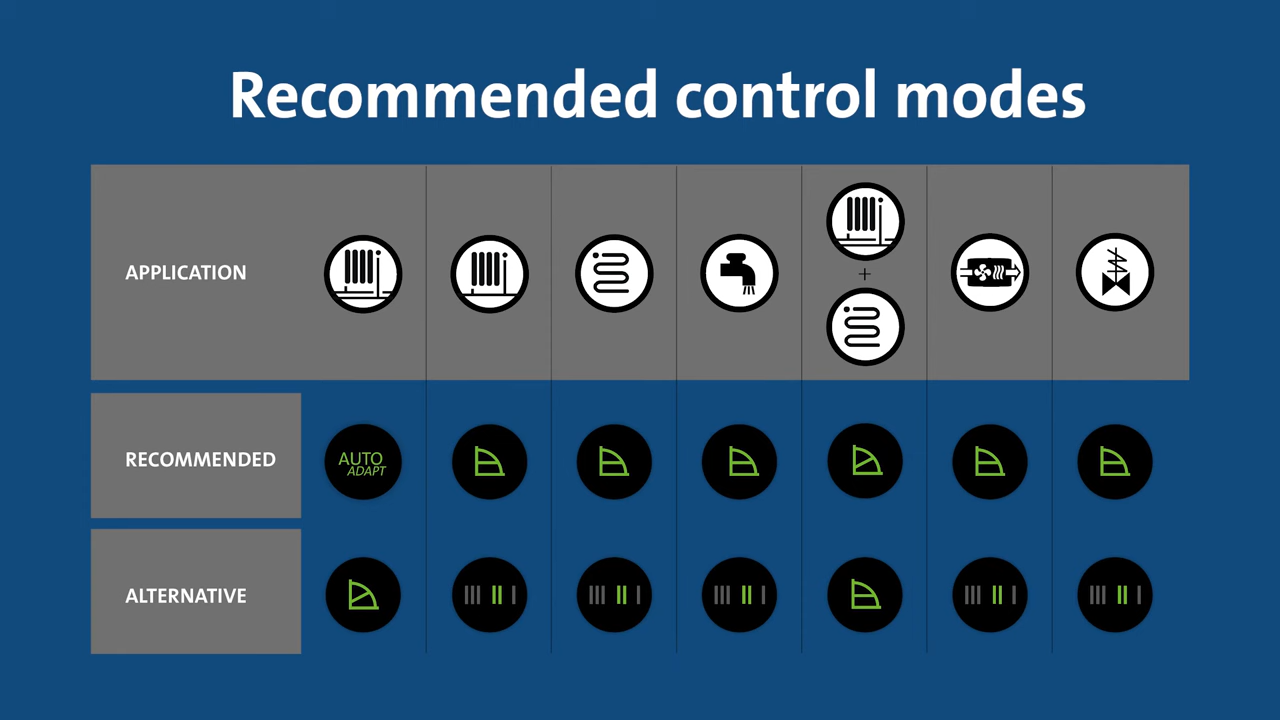 Recommended control modes
APPLICATION
+
RECOMMENDED
AUTO
ADAPT
ALTERNATIVE